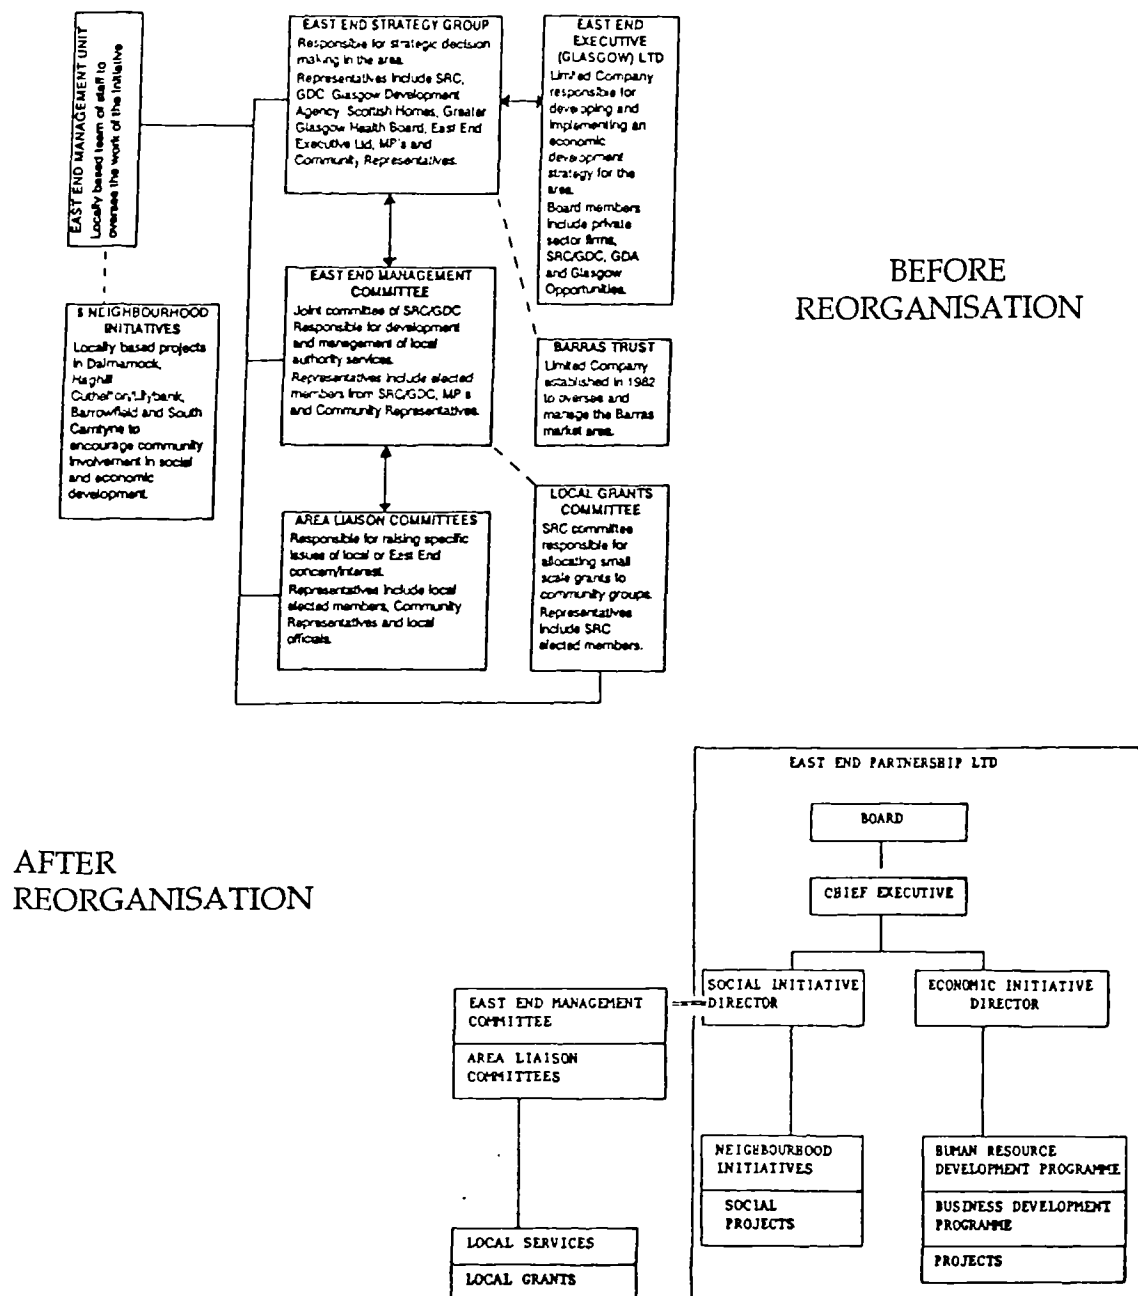 EAST END MANAGEMENT UNIT
Locally based team of staff to
oversee the work of the Initiative
EAST END STRATEGY GROUP
Responsible for strategic decision
making in the area.
Representatives Include SRC,
GDC, Glasgow Development
Agency, Scottish Homes, Greater
Glasgow Health Board, East End
Executive Ltd, MP's and
Community Representatives.
EAST END
EXECUTIVE
(GLASGOW) LTD
Limited Company
responsible for
developing and
implementing an
economic
development
strategy for the
area.
Board members
include private
sector firms,
SRC/GDC, GDA
and Glasgow
Opportunities.
BEFORE
REORGANISATION
5 NEIGHBOURHOOD
INITIATIVES
Locally based projects
in Dalmarnock,
Haghill
Barrowfield and South
Carntyne to
encourage community
Involvement in social
and economic
development.
EAST END MANAGEMENT
COMMITTEE
Joint committee of SRC/GDC
Responsible for development
and management of local
authority services.
Representatives include elected
members from SRC/GDC, MP's
and Community Representatives.
BARRAS TRUST
Limited Company
established in 1982
to oversee and
manage the Barras
market area.
AREA LIAISON COMMITTEES
Responsible for raising specific
Issues of local or East End
concern/interest.
Representatives Include local
elected members, Community
Representatives and local
officials.
LOCAL GRANTS
COMMITTEE
SRC committee
responsible for
allocating small
scale grants to
community groups.
Representatives
Include SRC
elected members.
AFTER
REORGANISATION
EAST END PARTNERSHIP LTD
BOARD
CHIEF EXECUTIVE
SOCIAL INITIATIVE
DIRECTOR
ECONOMIC INITIATIVE
DIRECTOR
EAST END MANAGEMENT
COMMITTEE
AREA LIAISON
COMMITTEES
NEIGHBOURHOOD
INITIATIVES
SOCIAL
PROJECTS
HUMAN RESOURCE
DEVELOPMENT PROGRAMME
BUSINESS DEVELOPMENT
PROGRAMME
PROJECTS
LOCAL SERVICES
LOCAL GRANTS